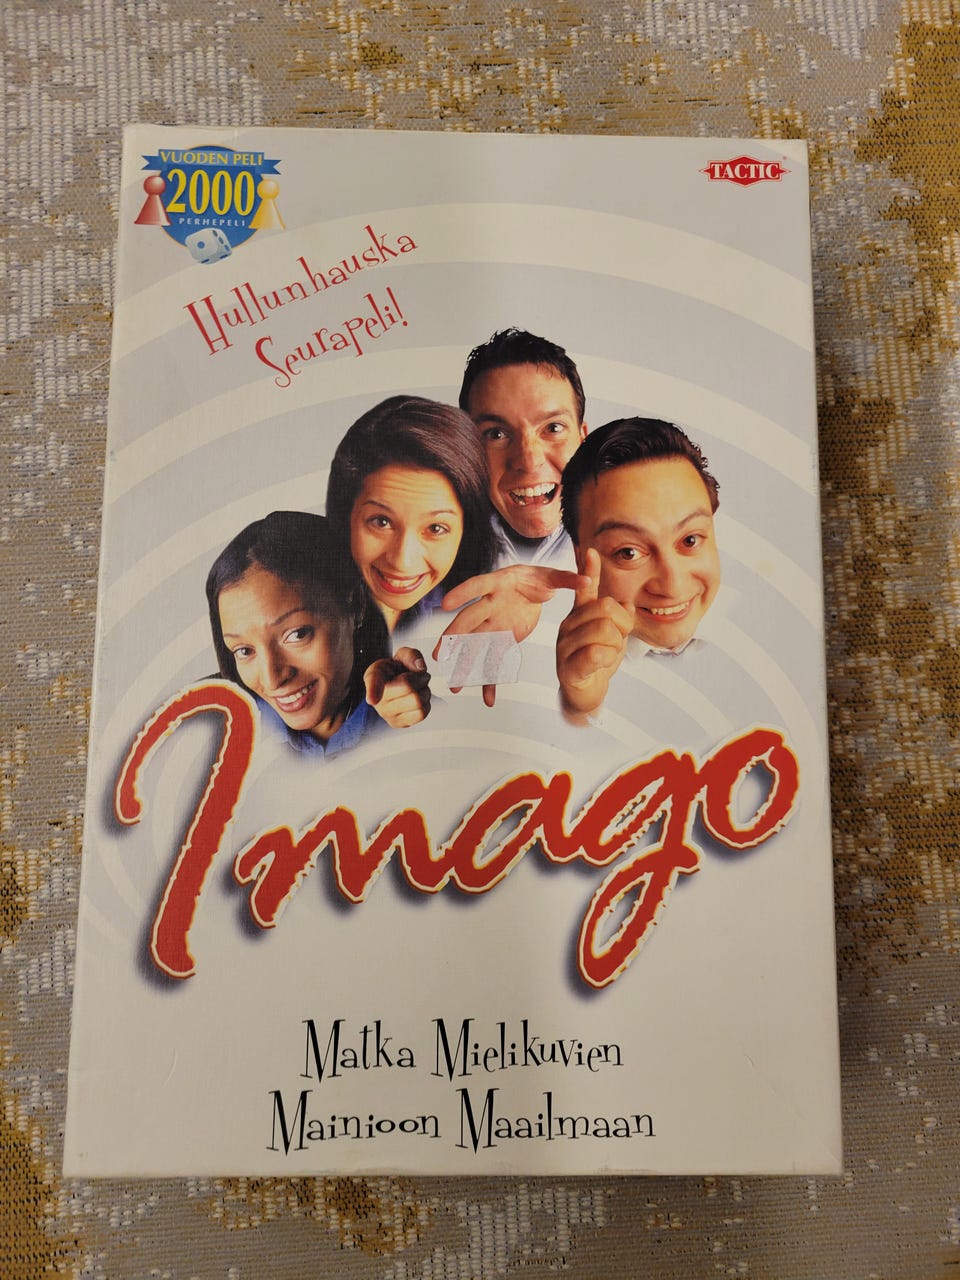 VUODEN PELI
2000
PERHEPELI
TACTIC
Hullunhauska
Seurapeli!
Imago
Matka Mielikuvien
Mainioon Maailmaan